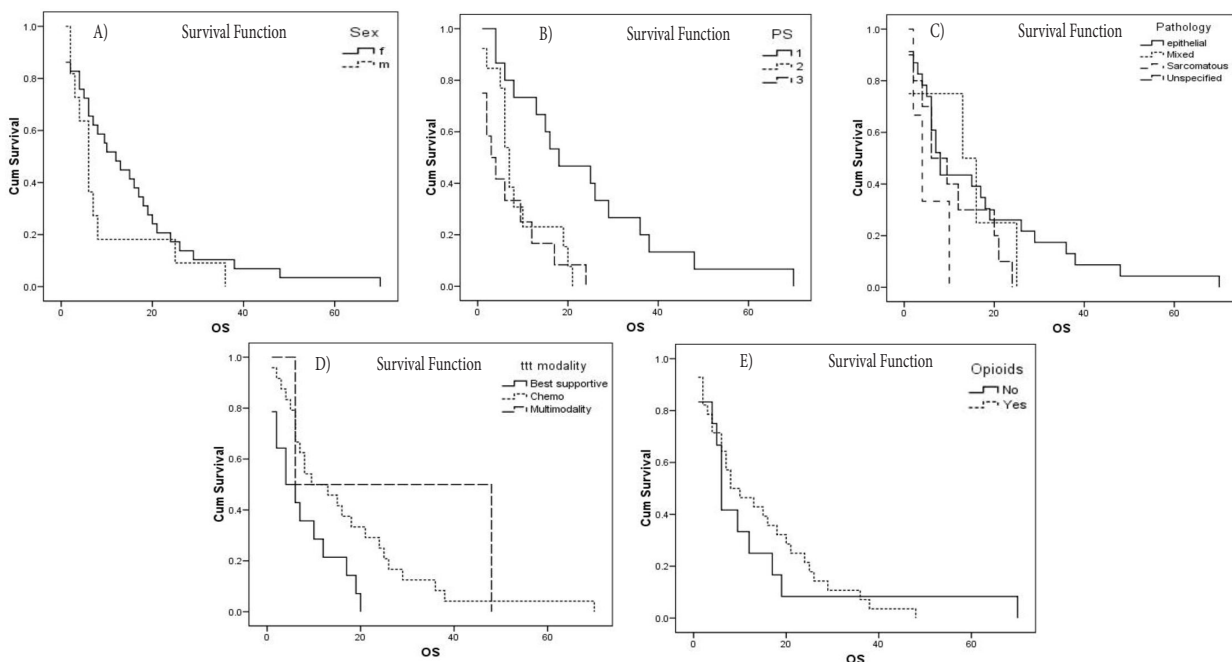 A) Survival Function
Sex
f
m
Cum Survival
1.0
0.8
0.6
0.4
0.2
0.0
0 20 40 60
OS
B) Survival Function
PS
1
2
3
Cum Survival
1.0
0.8
0.6
0.4
0.2
0.0
0 20 40 60
OS
C) Survival Function
Pathology
epithelial
Mixed
Sarcomatous
Unspecified
Cum Survival
1.0
0.8
0.6
0.4
0.2
0.0
0 20 40 60
OS
D) Survival Function
ttt modality
Best supportive
Chemo
Multimodality
Cum Survival
1.0
0.8
0.6
0.4
0.2
0.0
0 20 40 60
OS
E) Survival Function
Opioids
No
Yes
Cum Survival
1.0
0.8
0.6
0.4
0.2
0.0
0 20 40 60
OS